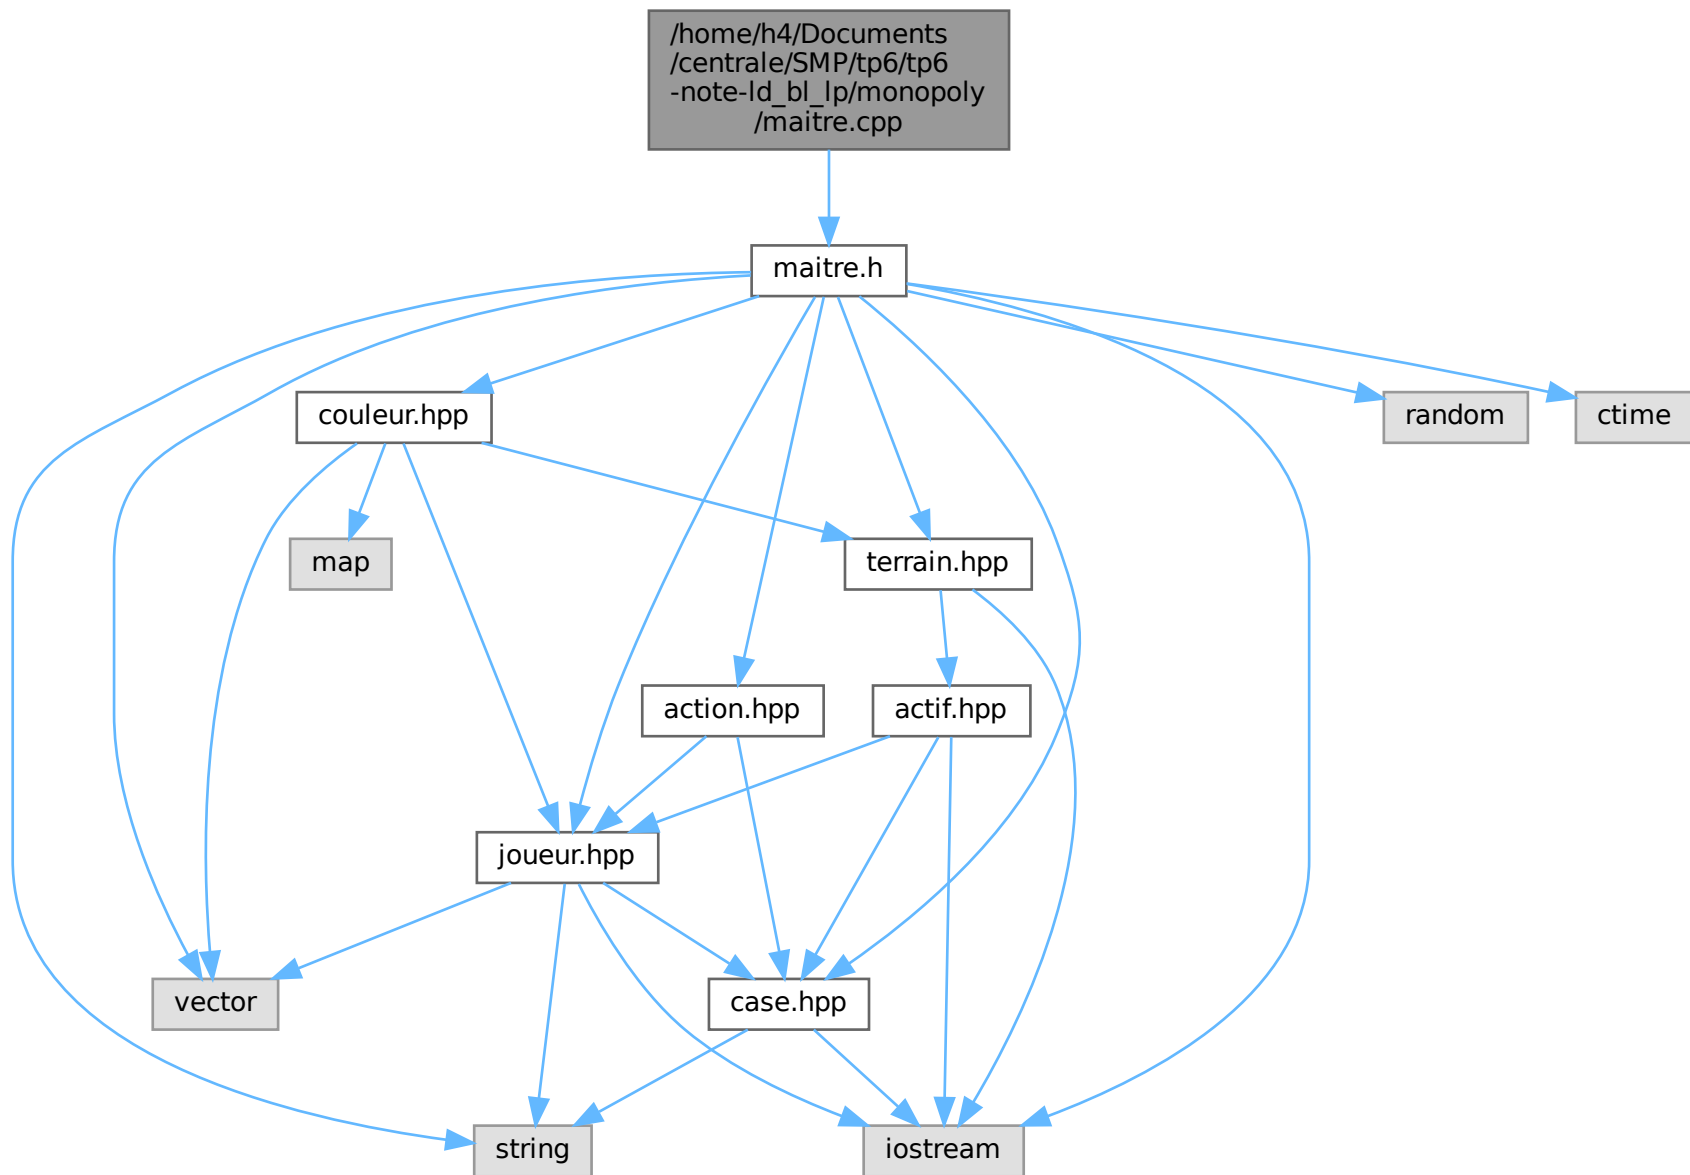 /home/h4/Documents
/centrale/SMP/tp6/tp6
-note-ld_bl_lp/monopoly
/maitre.cpp
maitre.h
couleur.hpp
random
ctime
map
terrain.hpp
action.hpp
actif.hpp
joueur.hpp
vector
case.hpp
string
iostream